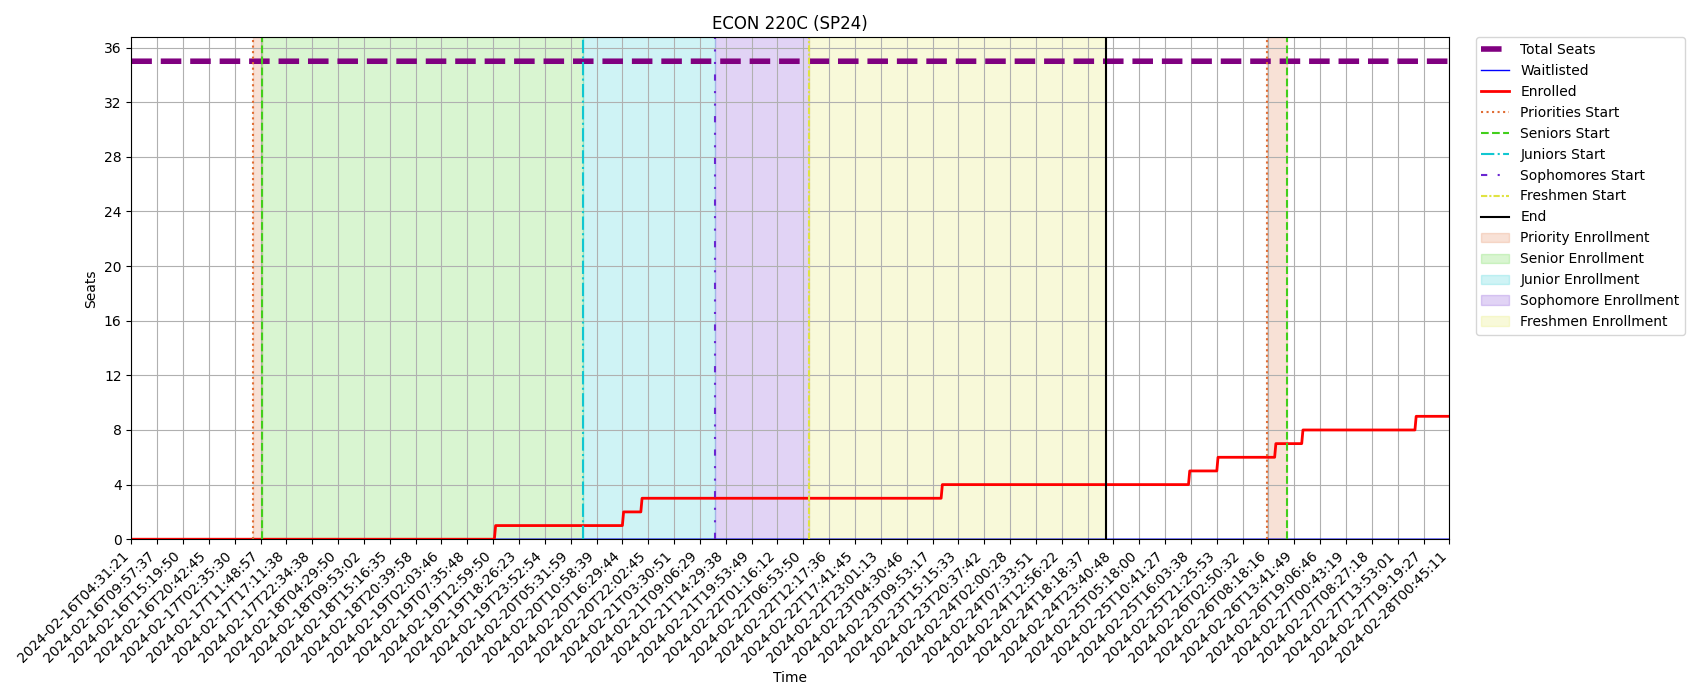 ECON 220C (SP24)
Seats
36
32
28
24
20
16
12
8
4
0
2024-02-16T04:31:21
2024-02-16T09:57:37
2024-02-16T15:19:50
2024-02-16T20:42:45
2024-02-17T02:35:30
2024-02-17T11:48:57
2024-02-17T17:11:38
2024-02-17T22:34:38
2024-02-18T04:29:50
2024-02-18T09:53:02
2024-02-18T15:16:35
2024-02-18T20:39:58
2024-02-19T02:03:46
2024-02-19T07:35:48
2024-02-19T12:59:50
2024-02-19T18:26:23
2024-02-19T23:52:54
2024-02-20T05:31:59
2024-02-20T10:58:39
2024-02-20T16:29:44
2024-02-20T22:02:45
2024-02-21T03:30:51
2024-02-21T09:06:29
2024-02-21T14:29:38
2024-02-21T19:53:49
2024-02-22T01:16:12
2024-02-22T06:53:50
2024-02-22T12:17:36
2024-02-22T17:41:45
2024-02-22T23:01:13
2024-02-23T04:30:46
2024-02-23T09:53:17
2024-02-23T15:15:33
2024-02-23T20:37:42
2024-02-24T02:00:28
2024-02-24T07:33:51
2024-02-24T12:56:22
2024-02-24T18:18:37
2024-02-24T23:40:48
2024-02-25T05:18:00
2024-02-25T10:41:27
2024-02-25T16:03:38
2024-02-25T21:25:53
2024-02-26T02:50:32
2024-02-26T08:18:16
2024-02-26T13:41:49
2024-02-26T19:06:46
2024-02-27T00:43:19
2024-02-27T08:27:18
2024-02-27T13:53:01
2024-02-27T19:19:27
2024-02-28T00:45:11
Time
Total Seats
Waitlisted
Enrolled
Priorities Start
Seniors Start
Juniors Start
Sophomores Start
Freshmen Start
End
Priority Enrollment
Senior Enrollment
Junior Enrollment
Sophomore Enrollment
Freshmen Enrollment